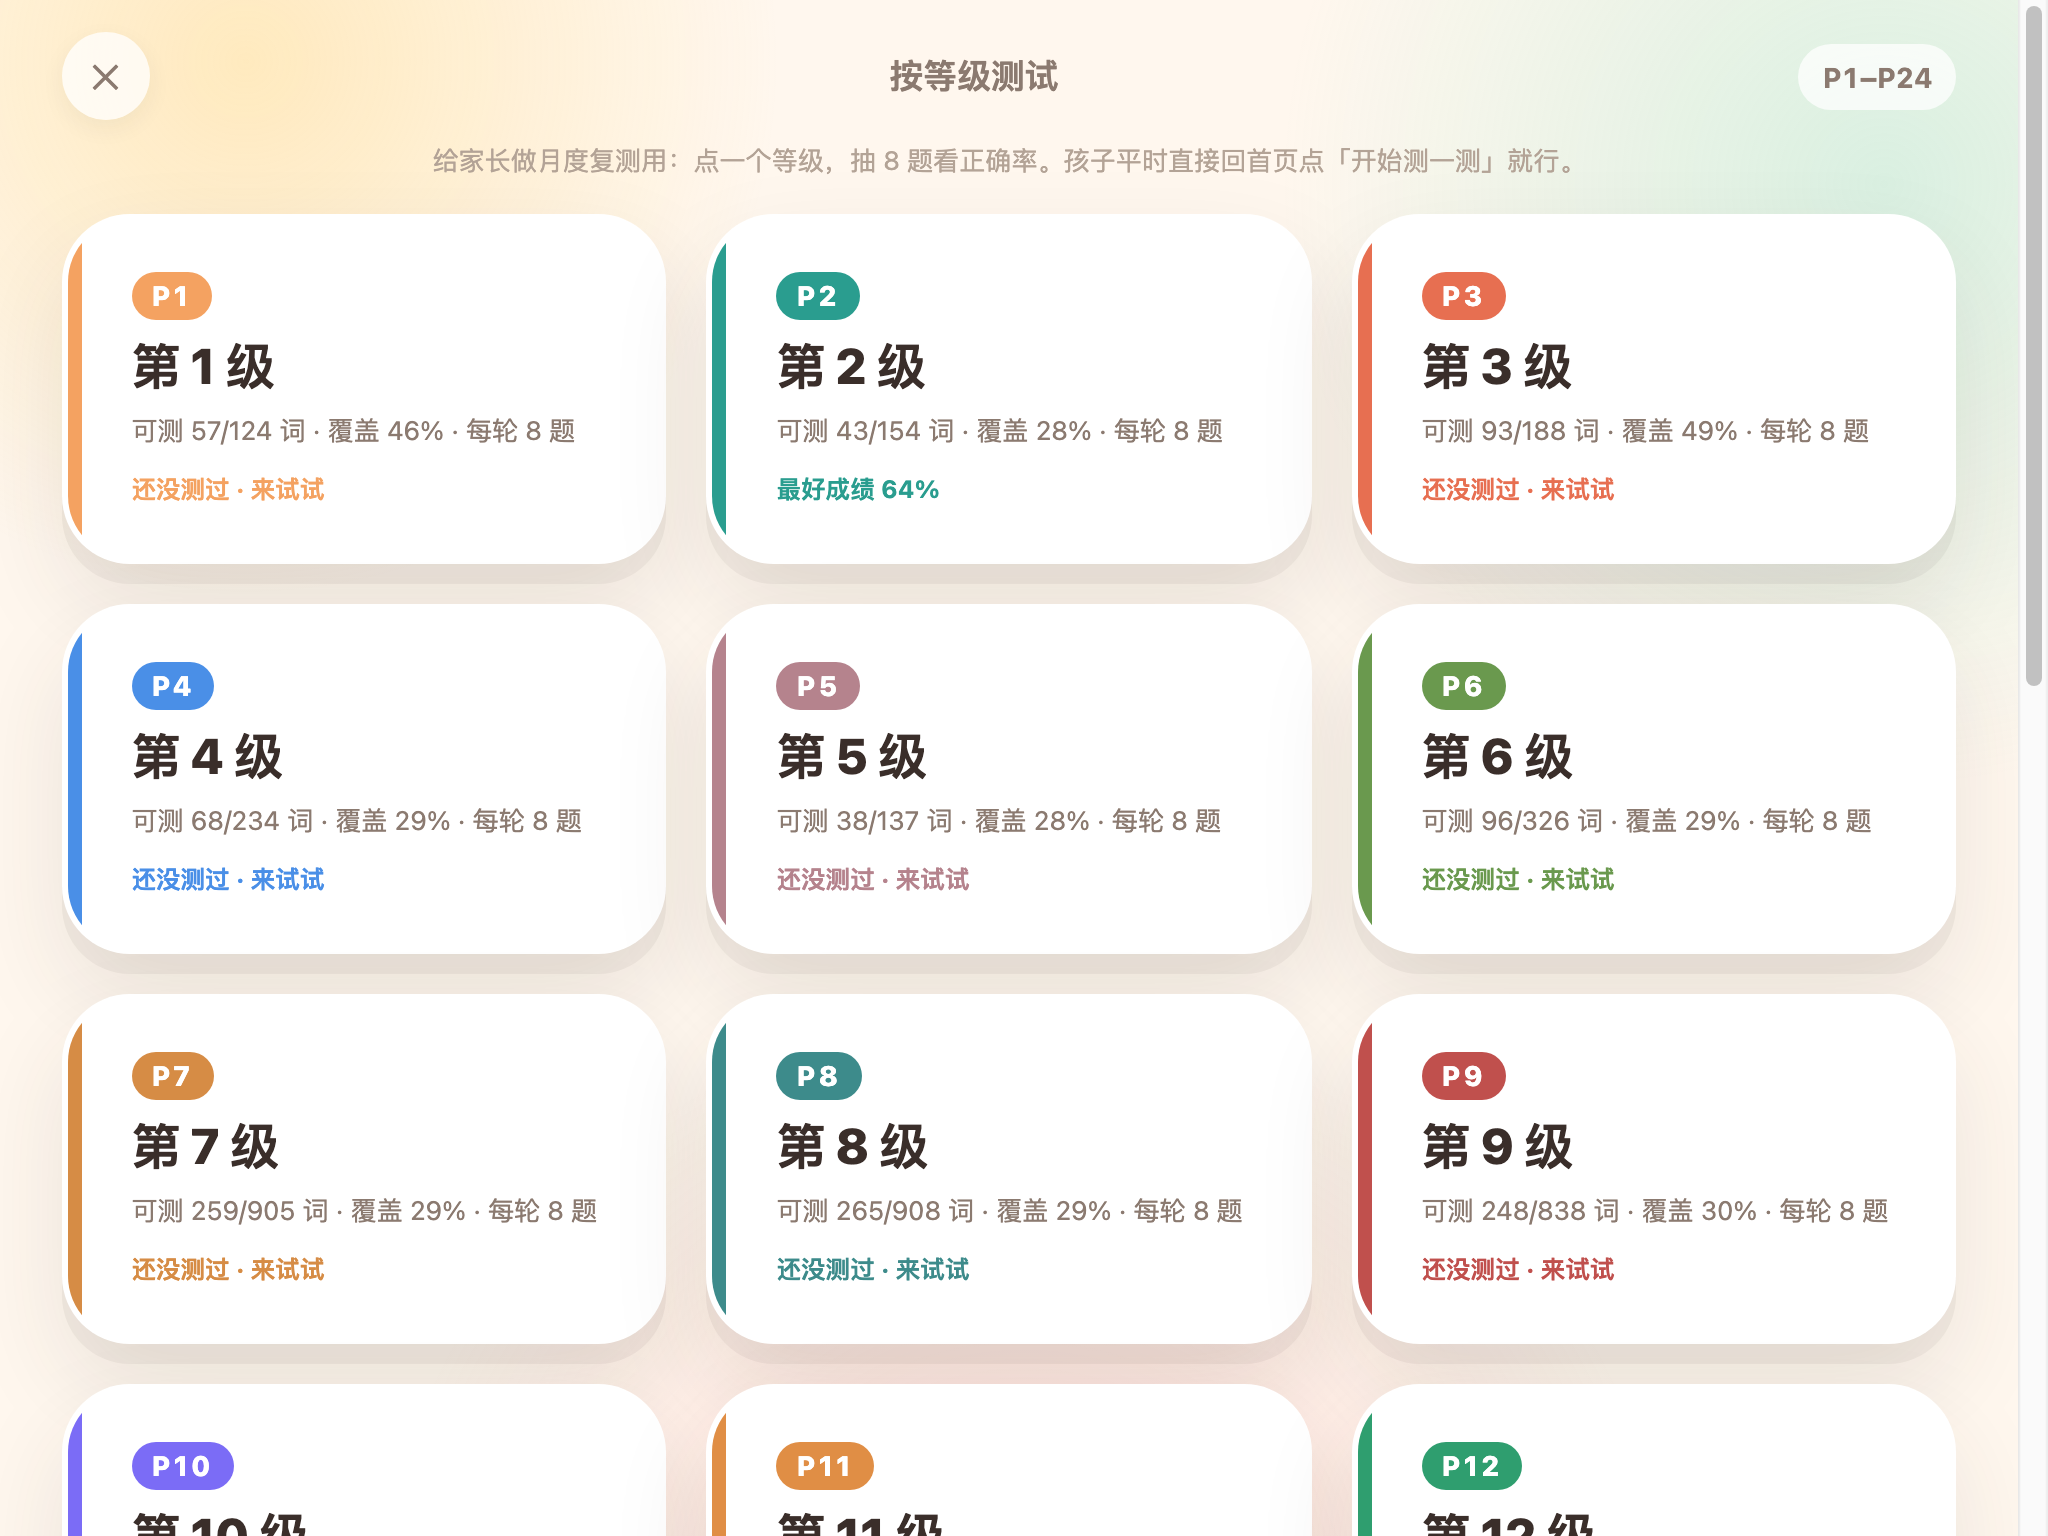 按等级测试
P1–P24
给家长做月度复测用：点一个等级，抽 8 题看正确率。孩子平时直接回首页点「开始测一测」就行。
P1
第 1 级
可测 57/124 词 · 覆盖 46% · 每轮 8 题
还没测过 · 来试试
P2
第 2 级
可测 43/154 词 · 覆盖 28% · 每轮 8 题
最好成绩 64%
P3
第 3 级
可测 93/188 词 · 覆盖 49% · 每轮 8 题
还没测过 · 来试试
P4
第 4 级
可测 68/234 词 · 覆盖 29% · 每轮 8 题
还没测过 · 来试试
P5
第 5 级
可测 38/137 词 · 覆盖 28% · 每轮 8 题
还没测过 · 来试试
P6
第 6 级
可测 96/326 词 · 覆盖 29% · 每轮 8 题
还没测过 · 来试试
P7
第 7 级
可测 259/905 词 · 覆盖 29% · 每轮 8 题
还没测过 · 来试试
P8
第 8 级
可测 265/908 词 · 覆盖 29% · 每轮 8 题
还没测过 · 来试试
P9
第 9 级
可测 248/838 词 · 覆盖 30% · 每轮 8 题
还没测过 · 来试试
P10
第 10 级
P11
第 11 级
P12
第 12 级